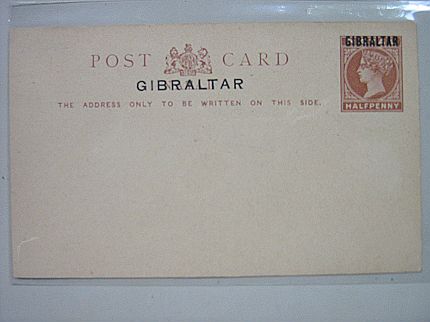 GIBRALTAR
POST CARD
GIBRALTAR
THE ADDRESS ONLY TO BE WRITTEN ON THIS SIDE.
HALFPENNY